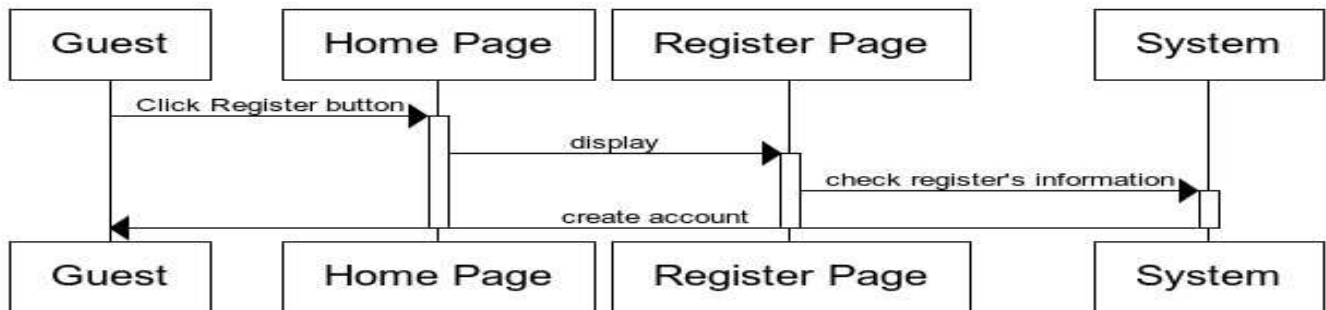 Guest
Home Page
Register Page
System
Click Register button
display
check register's information
create account
Guest
Home Page
Register Page
System